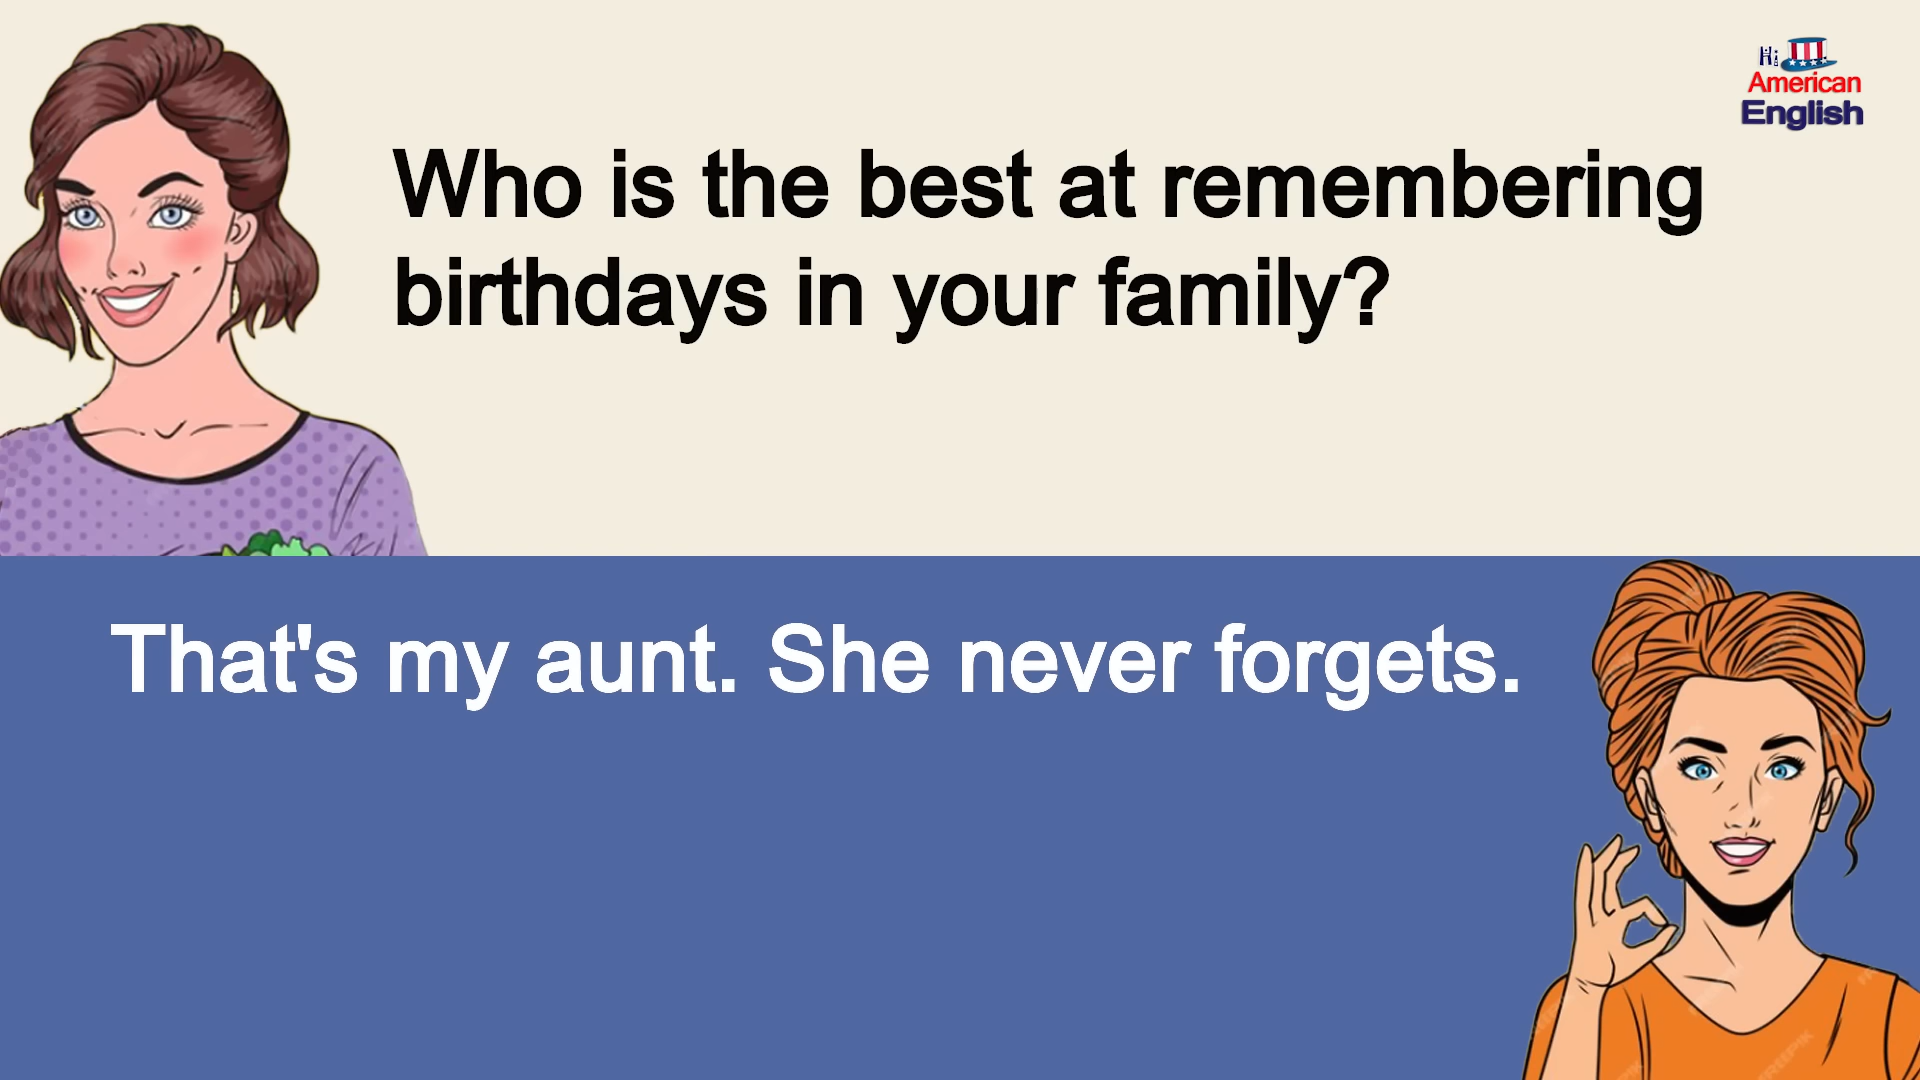 Hi
American
English
Who is the best at remembering
birthdays in your family?
That's my aunt. She never forgets.